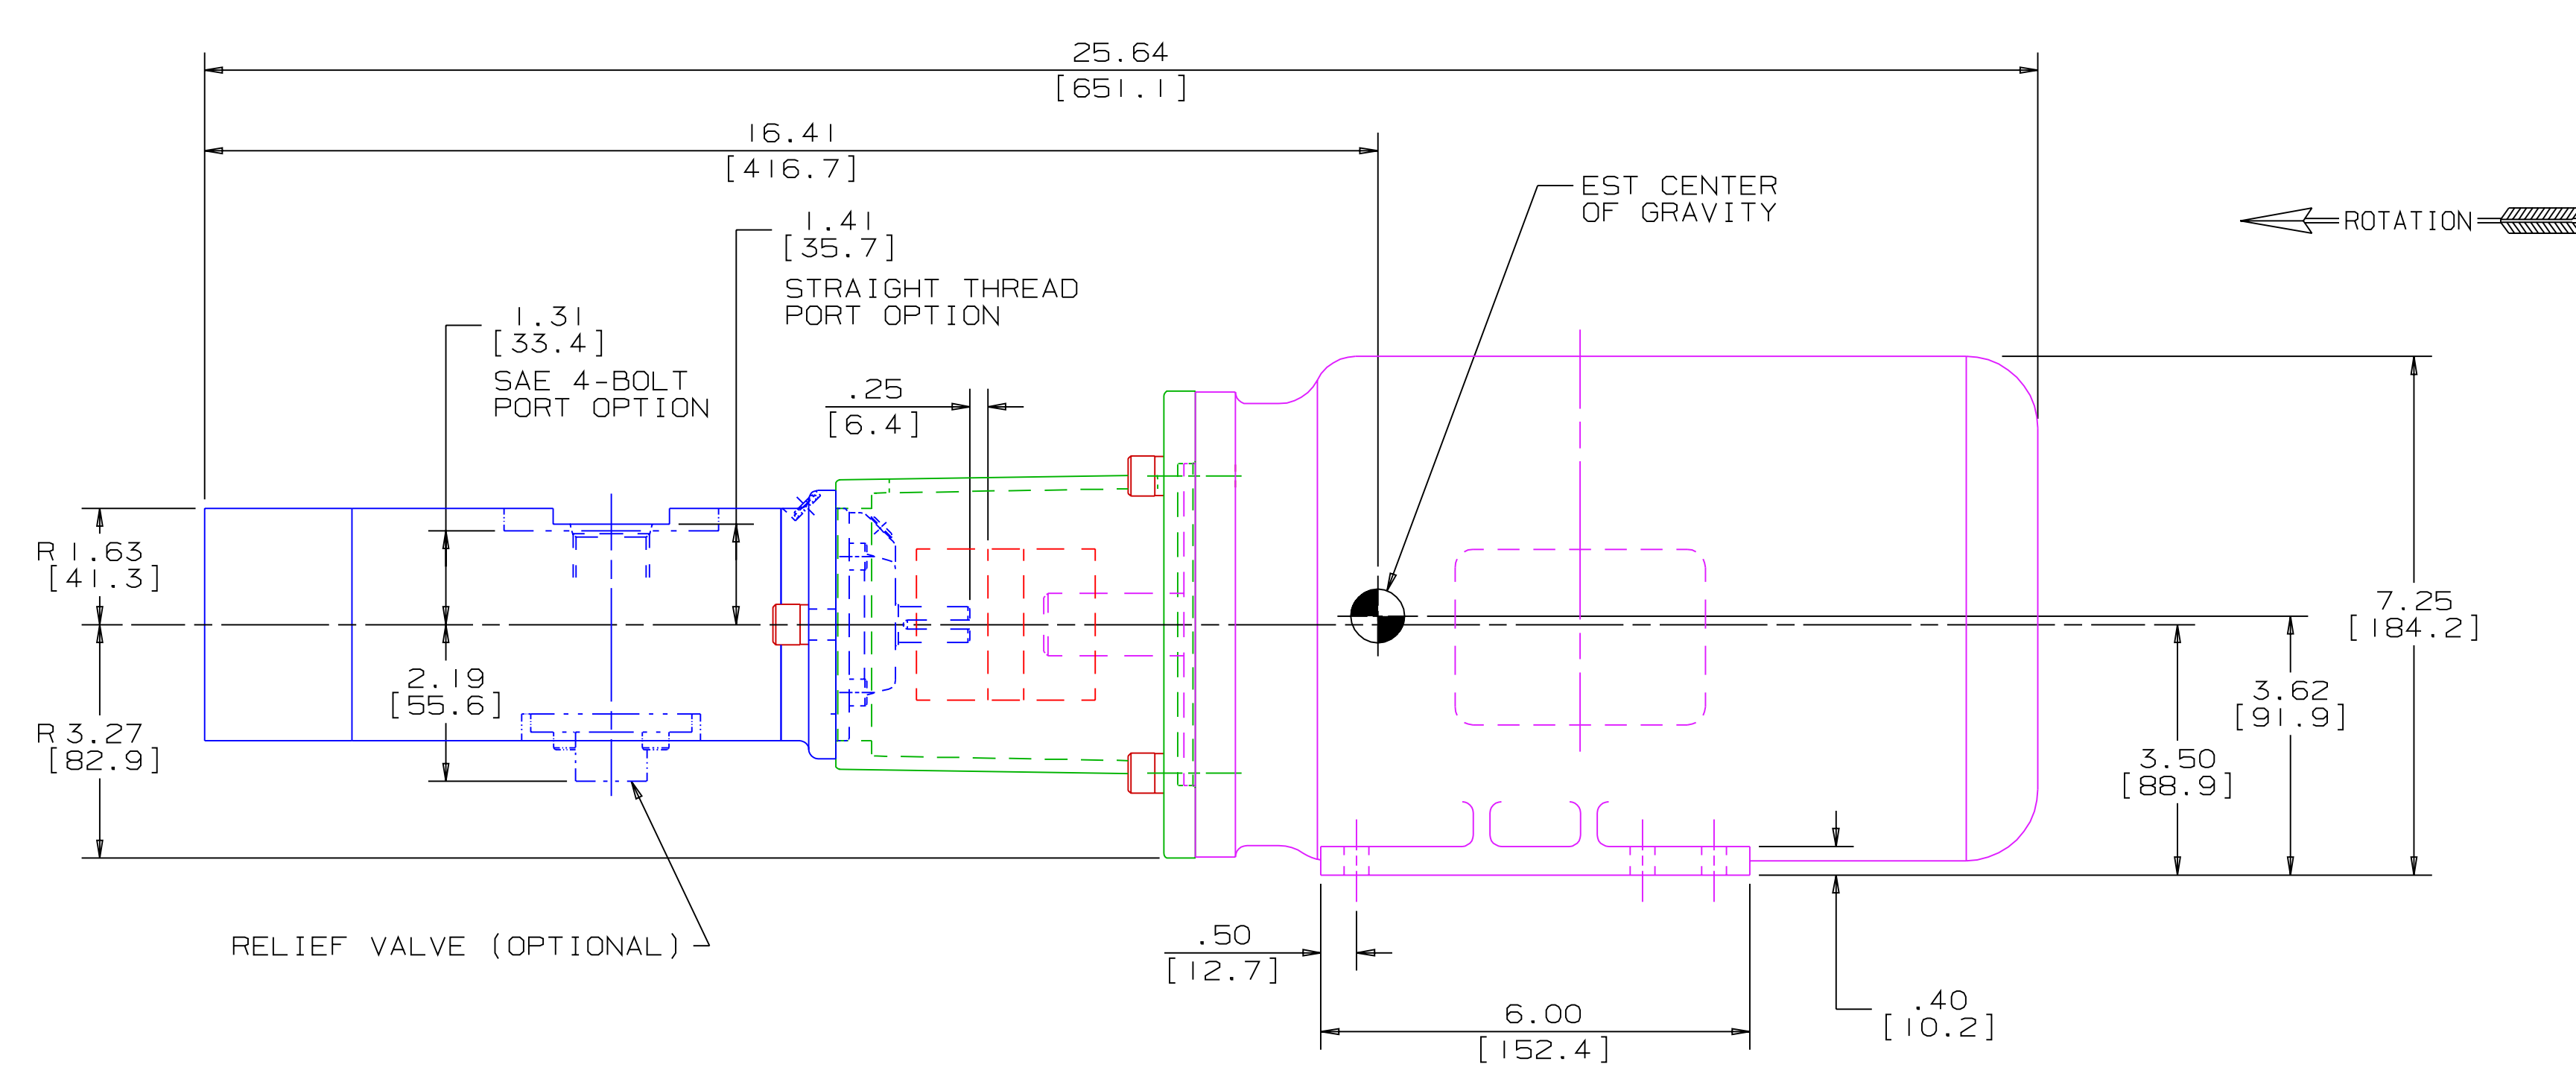 25.64
[651.1]
16.41
[416.7]
EST CENTER
OF GRAVITY
ROTATION
1.41
[35.7]
STRAIGHT THREAD
PORT OPTION
1.31
[33.4]
SAE 4-BOLT
PORT OPTION
.25
[6.4]
R 1.63
[41.3]
7.25
[184.2]
2.19
[55.6]
3.62
[91.9]
R 3.27
[82.9]
3.50
[88.9]
RELIEF VALVE (OPTIONAL)
.50
[12.7]
.40
[10.2]
6.00
[152.4]